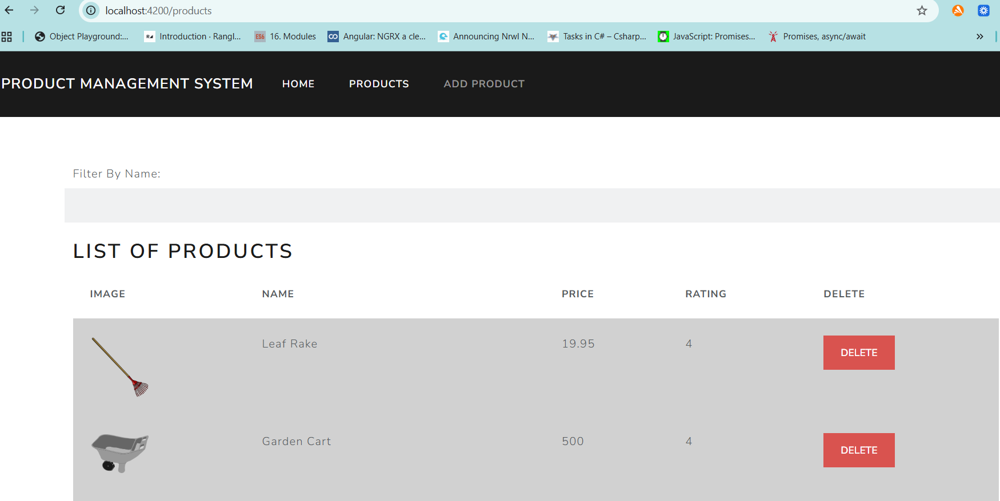 localhost:4200/products
Object Playground:... Introduction · Rangl... ES6 16. Modules Angular: NGRX a cle... Announcing Nrwl N... Tasks in C# – Csharp... JavaScript: Promises... Promises, async/await
PRODUCT MANAGEMENT SYSTEM HOME PRODUCTS ADD PRODUCT
Filter By Name:
LIST OF PRODUCTS
IMAGE NAME PRICE RATING DELETE
Leaf Rake 19.95 4 DELETE
Garden Cart 500 4 DELETE